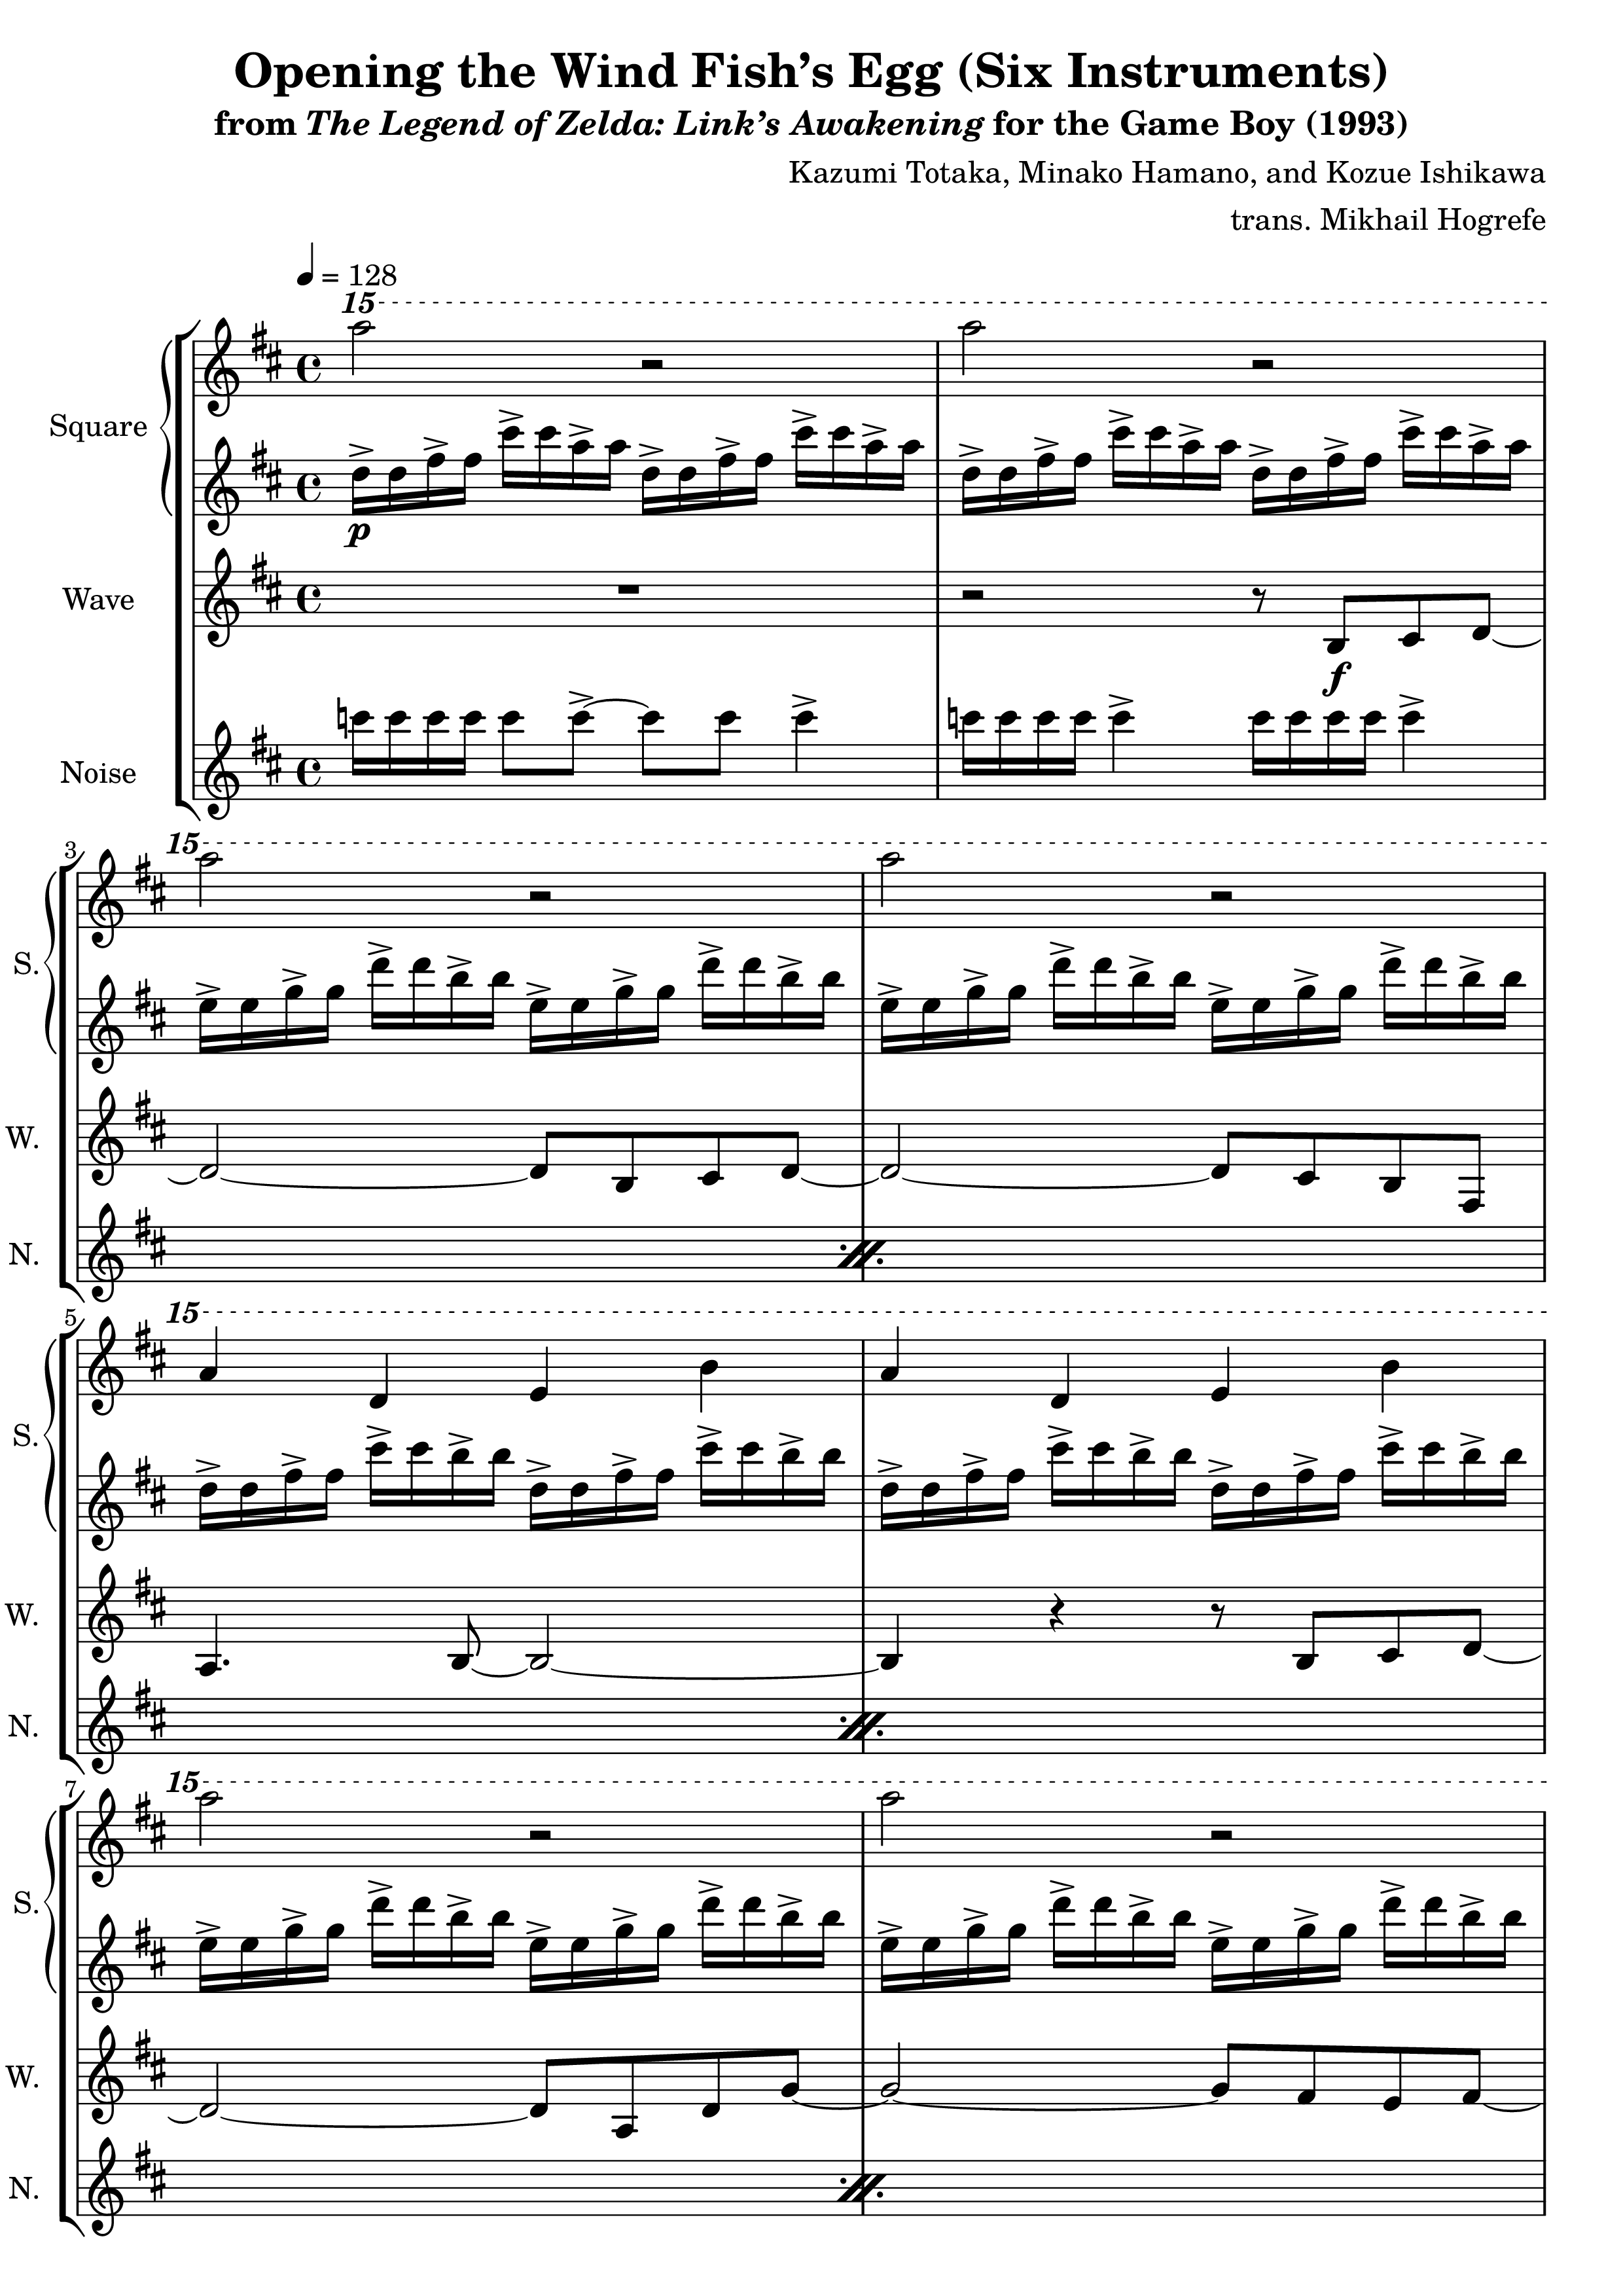 Opening the Wind Fish’s Egg (Six Instruments)
from The Legend of Zelda: Link’s Awakening for the Game Boy (1993)
Kazumi Totaka, Minako Hamano, and Kozue Ishikawa
trans. Mikhail Hogrefe
= 128
15
Square
p
Wave
f
Noise
3
15
S.
W.
N.
5
15
S.
W.
N.
7
15
S.
W.
N.